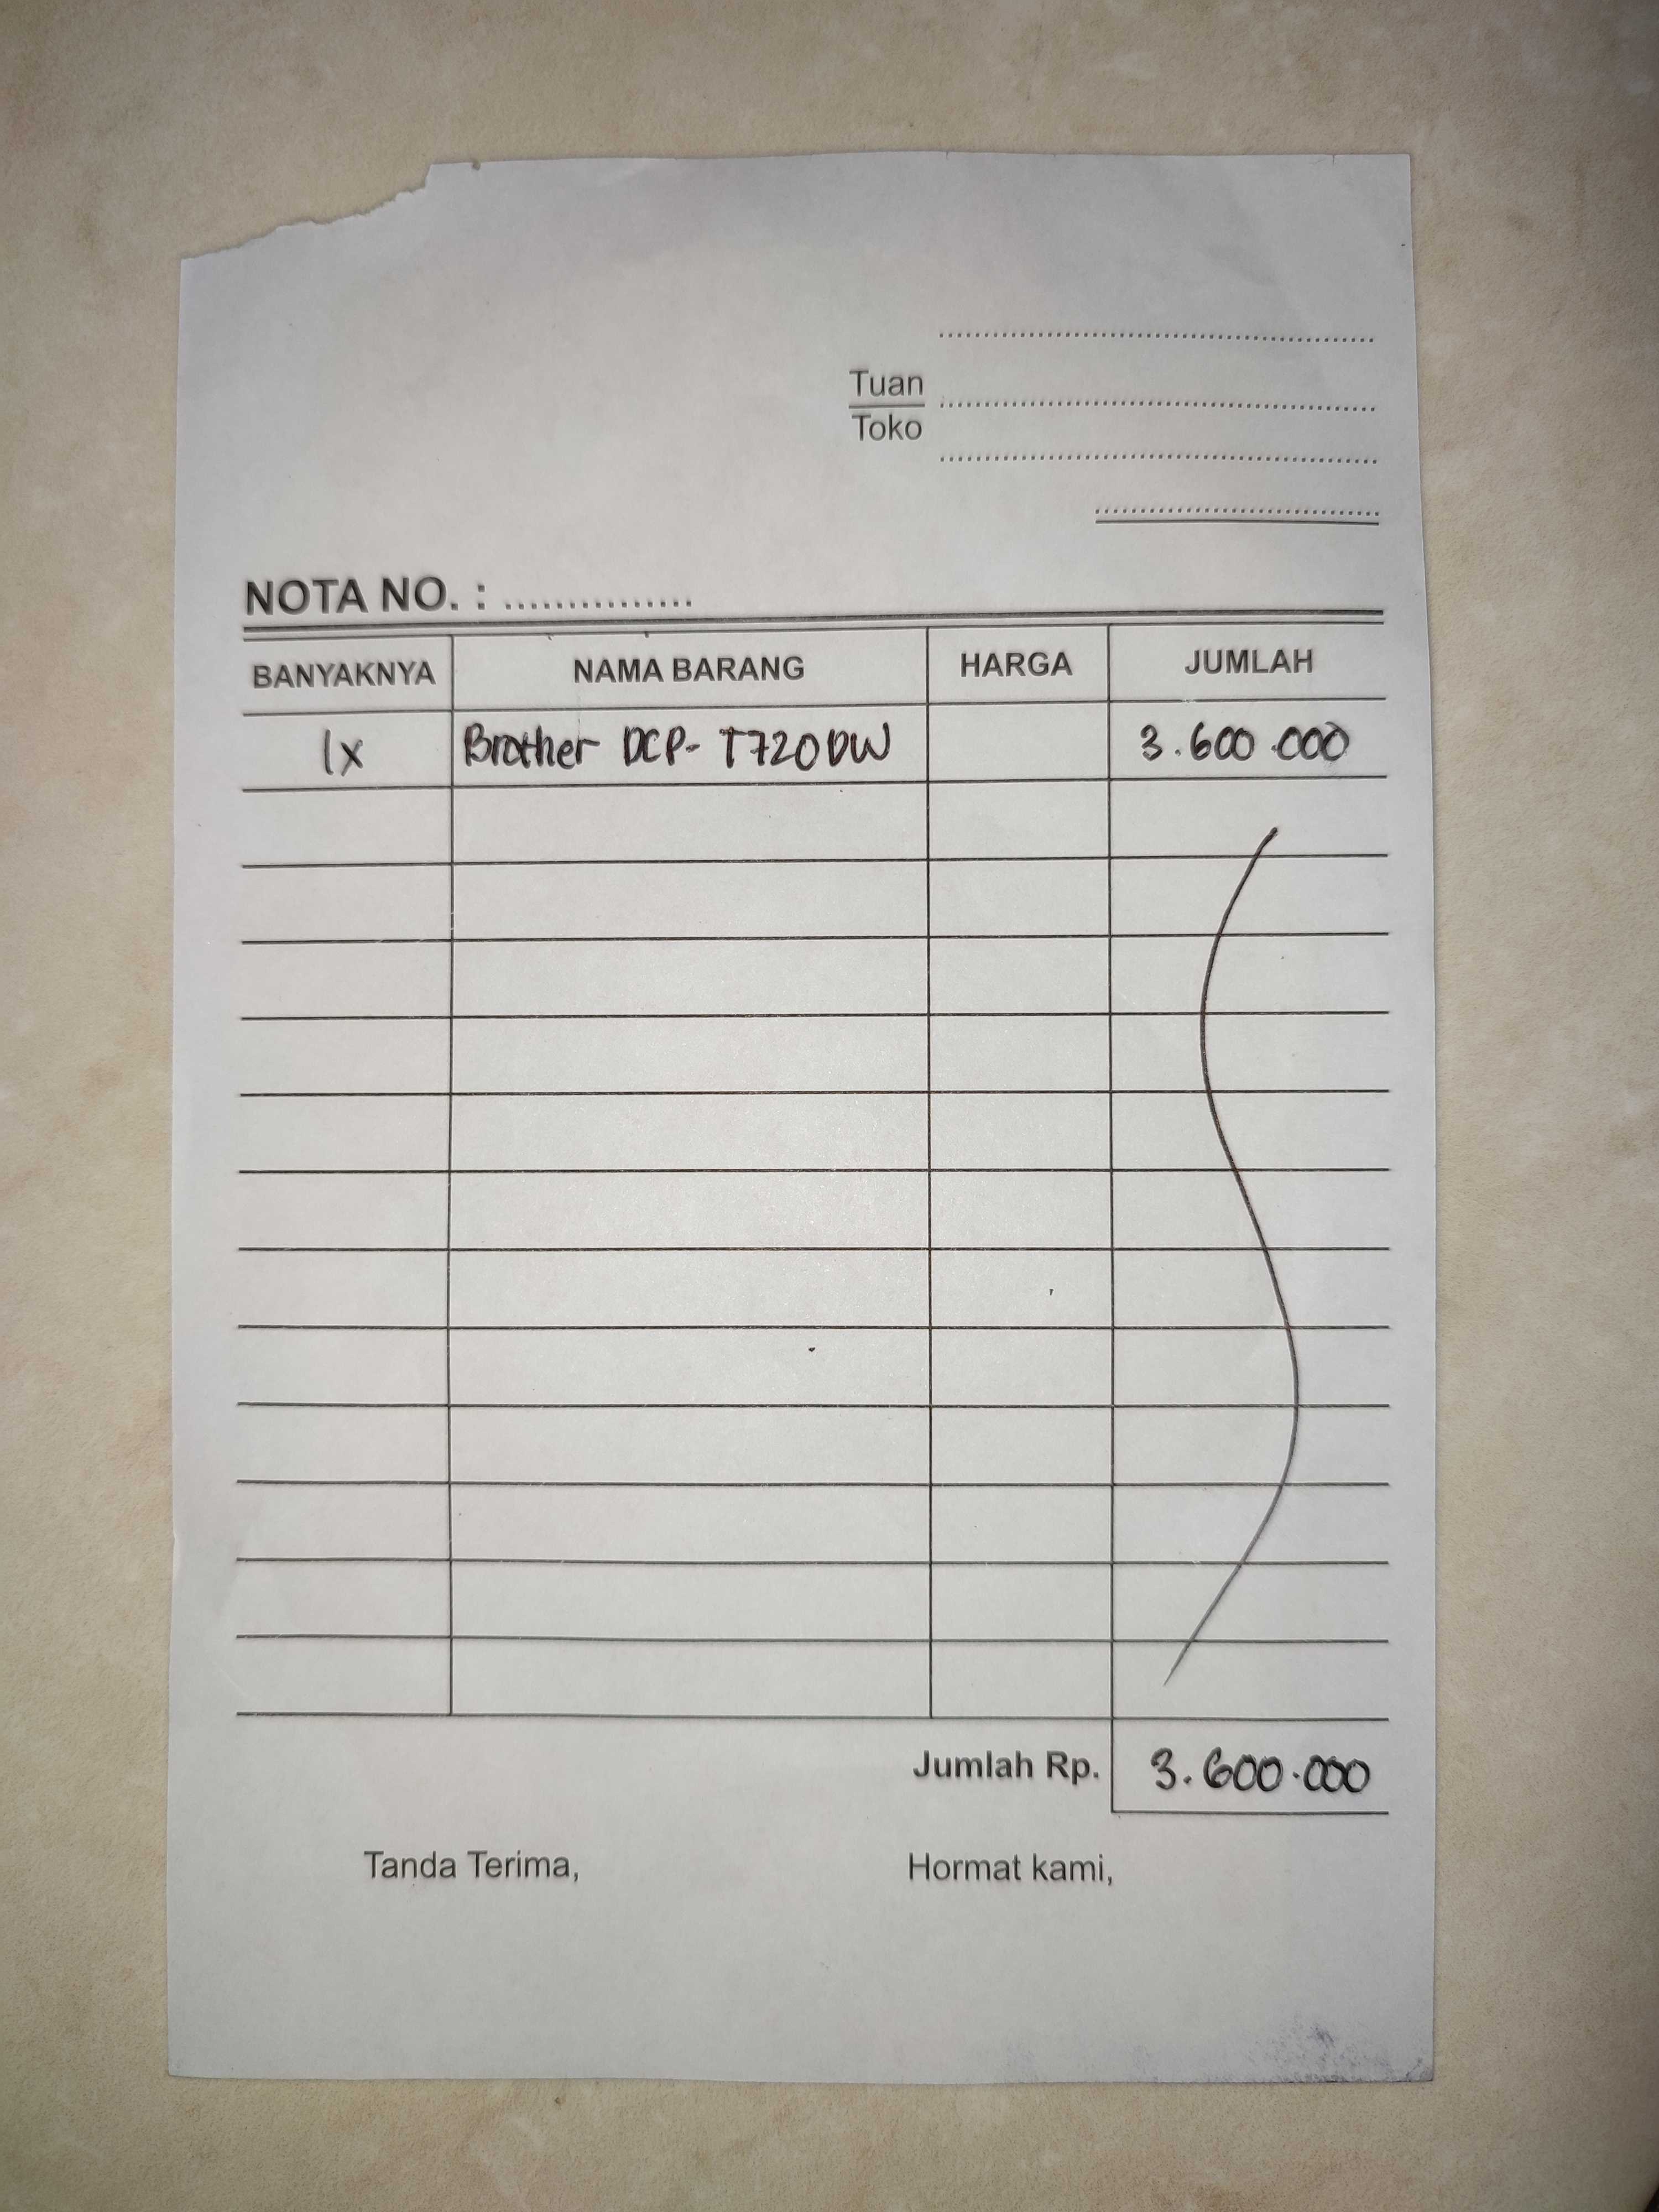 Tuan
Toko
NOTA NO. : ...............
BANYAKNYA NAMA BARANG HARGA JUMLAH
1x Brother DCP- T720DW 3.600.000
Jumlah Rp. 3.600.000
Tanda Terima, Hormat kami,